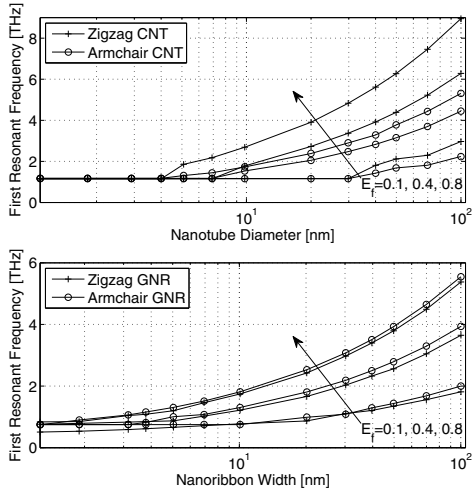 First Resonant Frequency [THz]
8
6
4
2
0
Zigzag CNT
Armchair CNT
E_f=0.1, 0.4, 0.8
10^1
10^2
Nanotube Diameter [nm]
First Resonant Frequency [THz]
6
4
2
0
Zigzag GNR
Armchair GNR
E_f=0.1, 0.4, 0.8
10^1
10^2
Nanoribbon Width [nm]